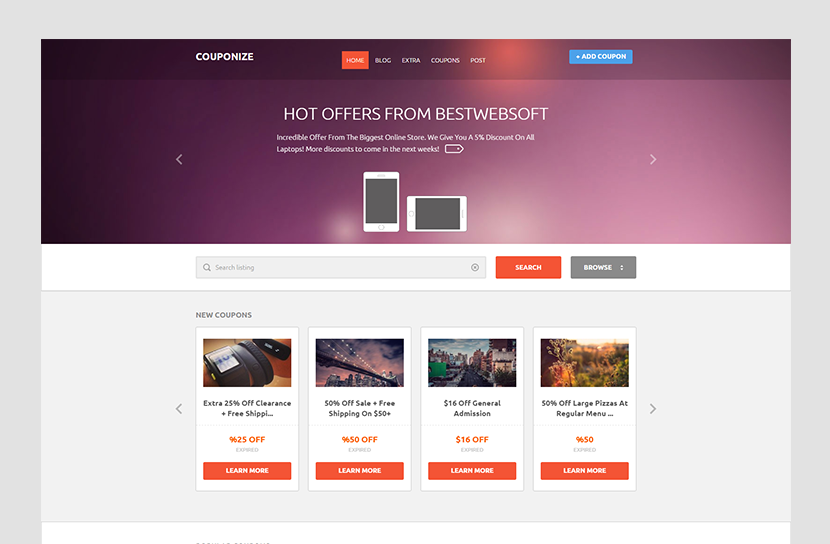 COUPONIZE
HOME BLOG EXTRA COUPONS POST
+ ADD COUPON
HOT OFFERS FROM BESTWEBSOFT
Incredible Offer From The Biggest Online Store. We Give You A 5% Discount On All
Laptops! More discounts to come in the next weeks!
Search listing
SEARCH
BROWSE
NEW COUPONS
Extra 25% Off Clearance
+ Free Shippi...
%25 OFF
EXPIRED
LEARN MORE
50% Off Sale + Free
Shipping On $50+
%50 OFF
EXPIRED
LEARN MORE
$16 Off General
Admission
$16 OFF
EXPIRED
LEARN MORE
50% Off Large Pizzas At
Regular Menu ...
%50
EXPIRED
LEARN MORE